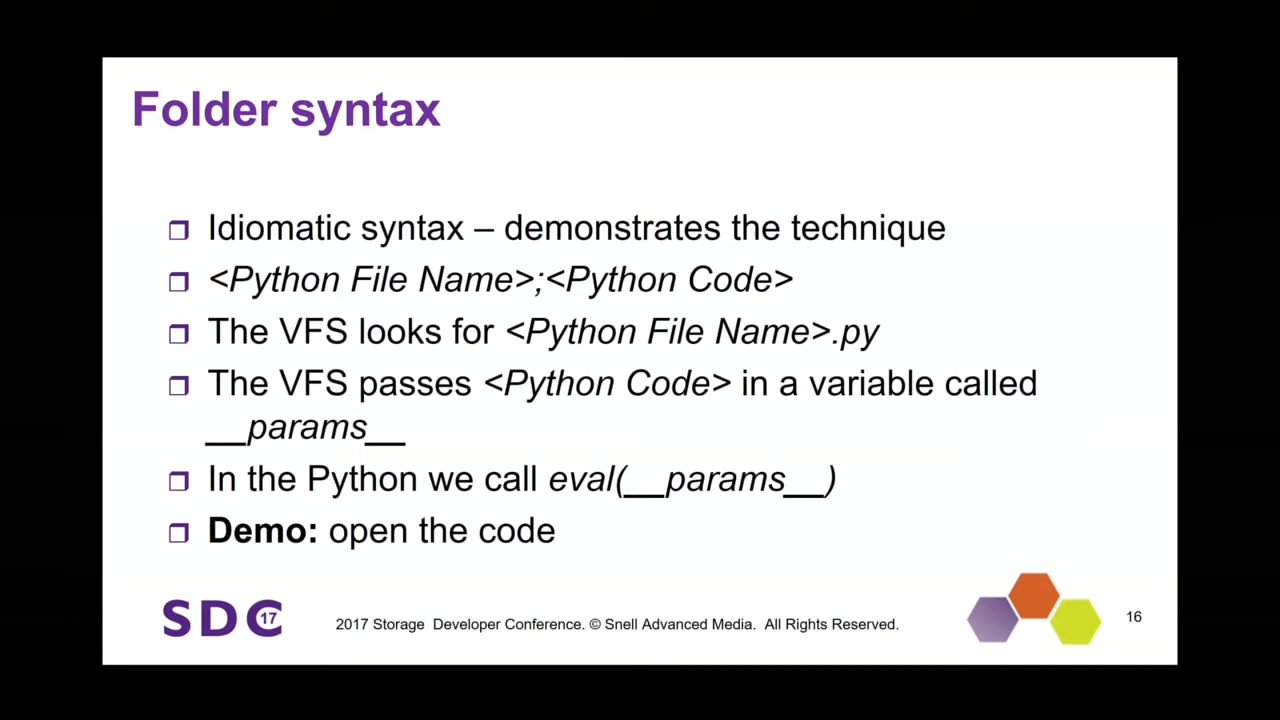 Folder syntax
Idiomatic syntax – demonstrates the technique
<Python File Name>;<Python Code>
The VFS looks for <Python File Name>.py
The VFS passes <Python Code> in a variable called
__params__
In the Python we call eval(__params__)
Demo: open the code
SDC 17
2017 Storage Developer Conference. © Snell Advanced Media. All Rights Reserved.
16